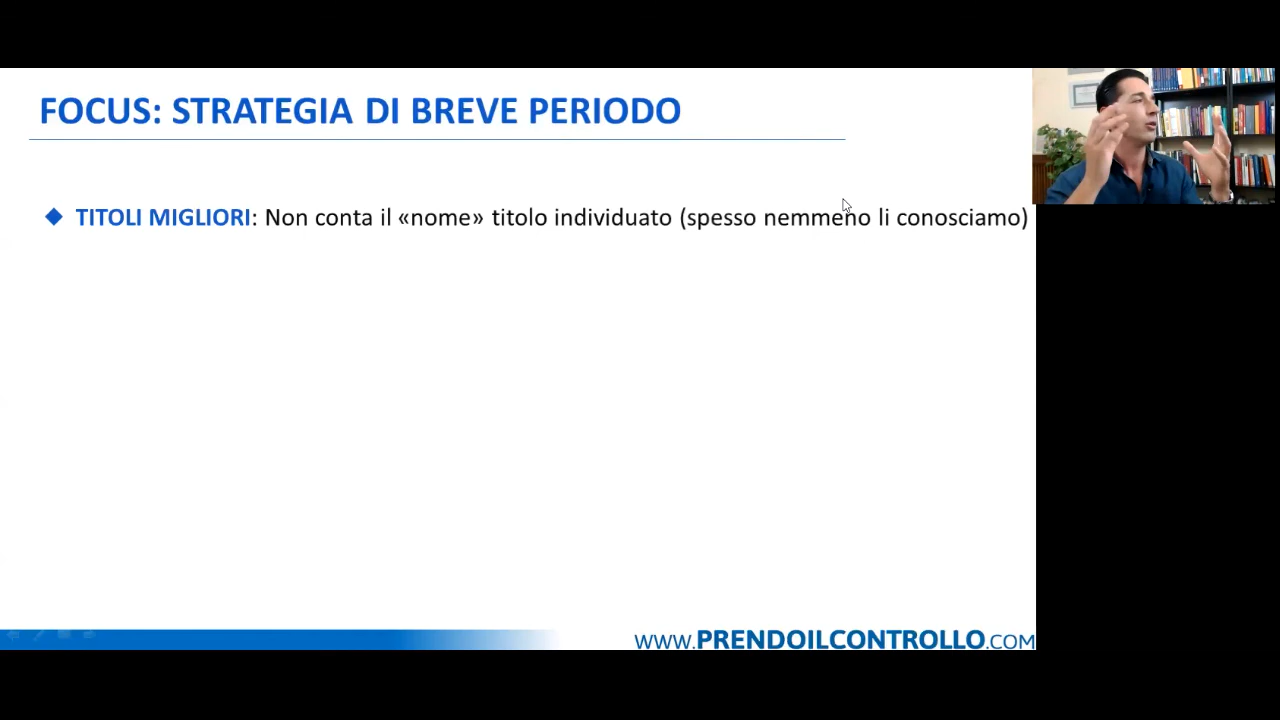 FOCUS: STRATEGIA DI BREVE PERIODO
TITOLI MIGLIORI: Non conta il «nome» titolo individuato (spesso nemmeno li conosciamo)
WWW.PRENDOILCONTROLLO.COM